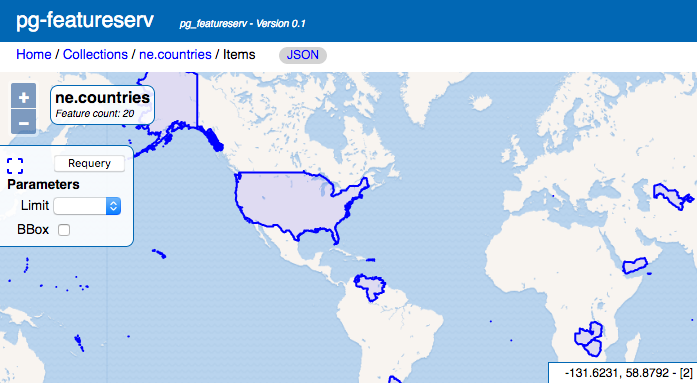 pg-featureserv pg_featureserv - Version 0.1
Home / Collections / ne.countries / Items JSON
+
ne.countries
Feature count: 20
–
Requery
Parameters
Limit
BBox
-131.6231, 58.8792 - [2]